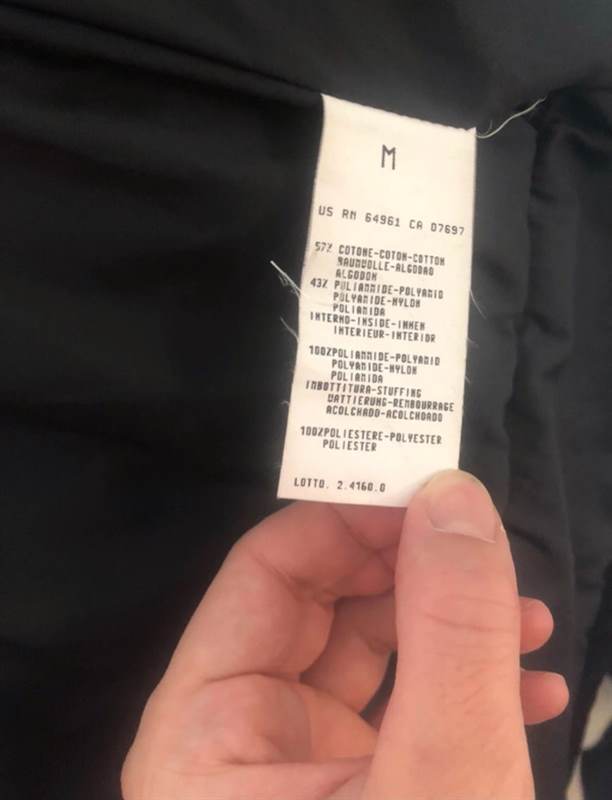 M
US RN 64961 CA 07697
57% COTONE-COTON-COTTON
BAUMWOLLE-ALGODAO
ALGODON
43% POLIAMMIDE-POLYAMID
POLYAMIDE-NYLON
POLIAMIDA
INTERNO-INSIDE-INNEN
INTERIEUR-INTERIOR
100%POLIAMMIDE-POLYAMID
POLYAMIDE-NYLON
POLIAMIDA
IMBOTTITURA-STUFFING
WATTIERUNG-REMBOURRAGE
ACOLCHADO-ACOLCHOADO
100%POLIESTERE-POLYESTER
POLIESTER
LOTTO. 2.4160.0